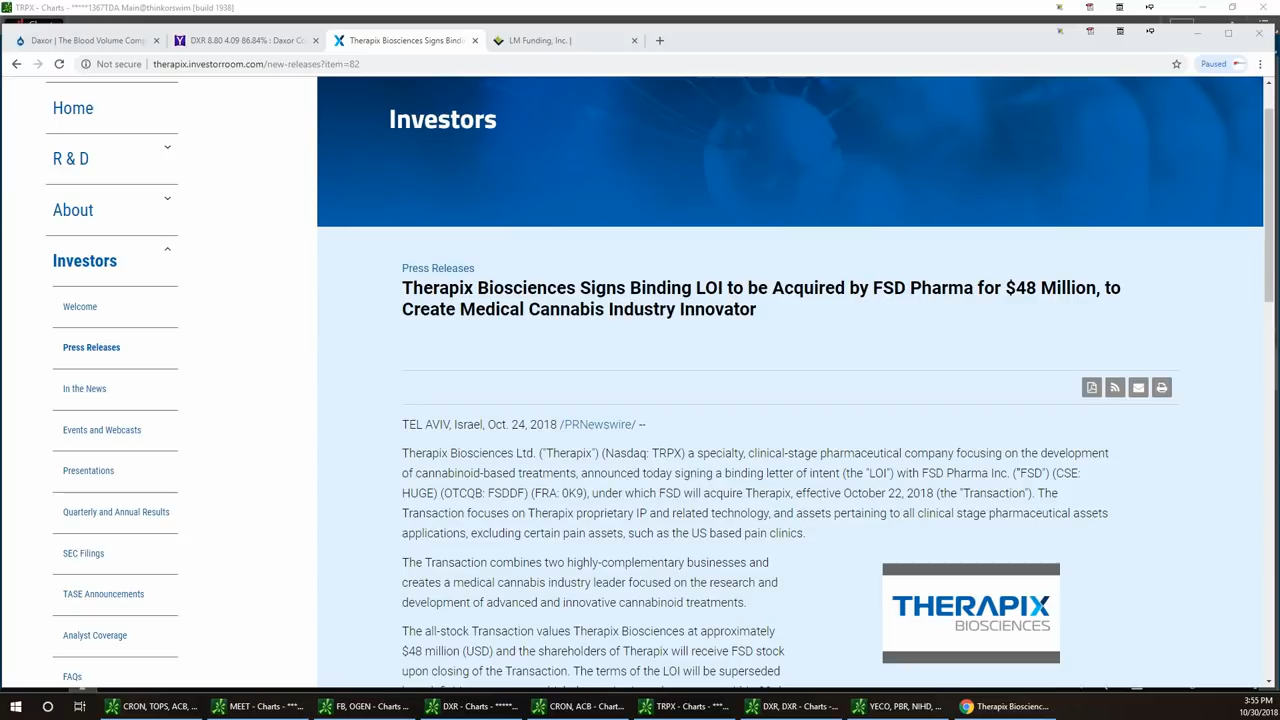 TRPX - Charts - *****1367TDA Main@thinkorswim [build 1938]
Daxor | The Blood Volume Comp
DXR 8.80 4.09 86.84% : Daxor Co
Therapix Biosciences Signs Bindi
LM Funding, Inc. |
Not secure | therapix.investorroom.com/new-releases?item=82
Paused
Home
R & D
About
Investors
Welcome
Press Releases
In the News
Events and Webcasts
Presentations
Quarterly and Annual Results
SEC Filings
TASE Announcements
Analyst Coverage
FAQs
Investors
Press Releases
Therapix Biosciences Signs Binding LOI to be Acquired by FSD Pharma for $48 Million, to
Create Medical Cannabis Industry Innovator
TEL AVIV, Israel, Oct. 24, 2018 /PRNewswire/ --
Therapix Biosciences Ltd. ("Therapix") (Nasdaq: TRPX) a specialty, clinical-stage pharmaceutical company focusing on the development
of cannabinoid-based treatments, announced today signing a binding letter of intent (the "LOI") with FSD Pharma Inc. ("FSD") (CSE:
HUGE) (OTCQB: FSDDF) (FRA: 0K9), under which FSD will acquire Therapix, effective October 22, 2018 (the "Transaction"). The
Transaction focuses on Therapix proprietary IP and related technology, and assets pertaining to all clinical stage pharmaceutical assets
applications, excluding certain pain assets, such as the US based pain clinics.
The Transaction combines two highly-complementary businesses and
creates a medical cannabis industry leader focused on the research and
development of advanced and innovative cannabinoid treatments.
THERAPIX
BIOSCIENCES
The all-stock Transaction values Therapix Biosciences at approximately
$48 million (USD) and the shareholders of Therapix will receive FSD stock
upon closing of the Transaction. The terms of the LOI will be superseded
CRON, TOPS, ACB, ...
MEET - Charts - ***...
FB, OGEN - Charts ...
DXR - Charts - *****...
CRON, ACB - Chart...
TRPX - Charts - ***...
DXR, DXR - Charts ...
YECO, PBR, NIHD, ...
Therapix Bioscienc...
3:55 PM
10/30/2018